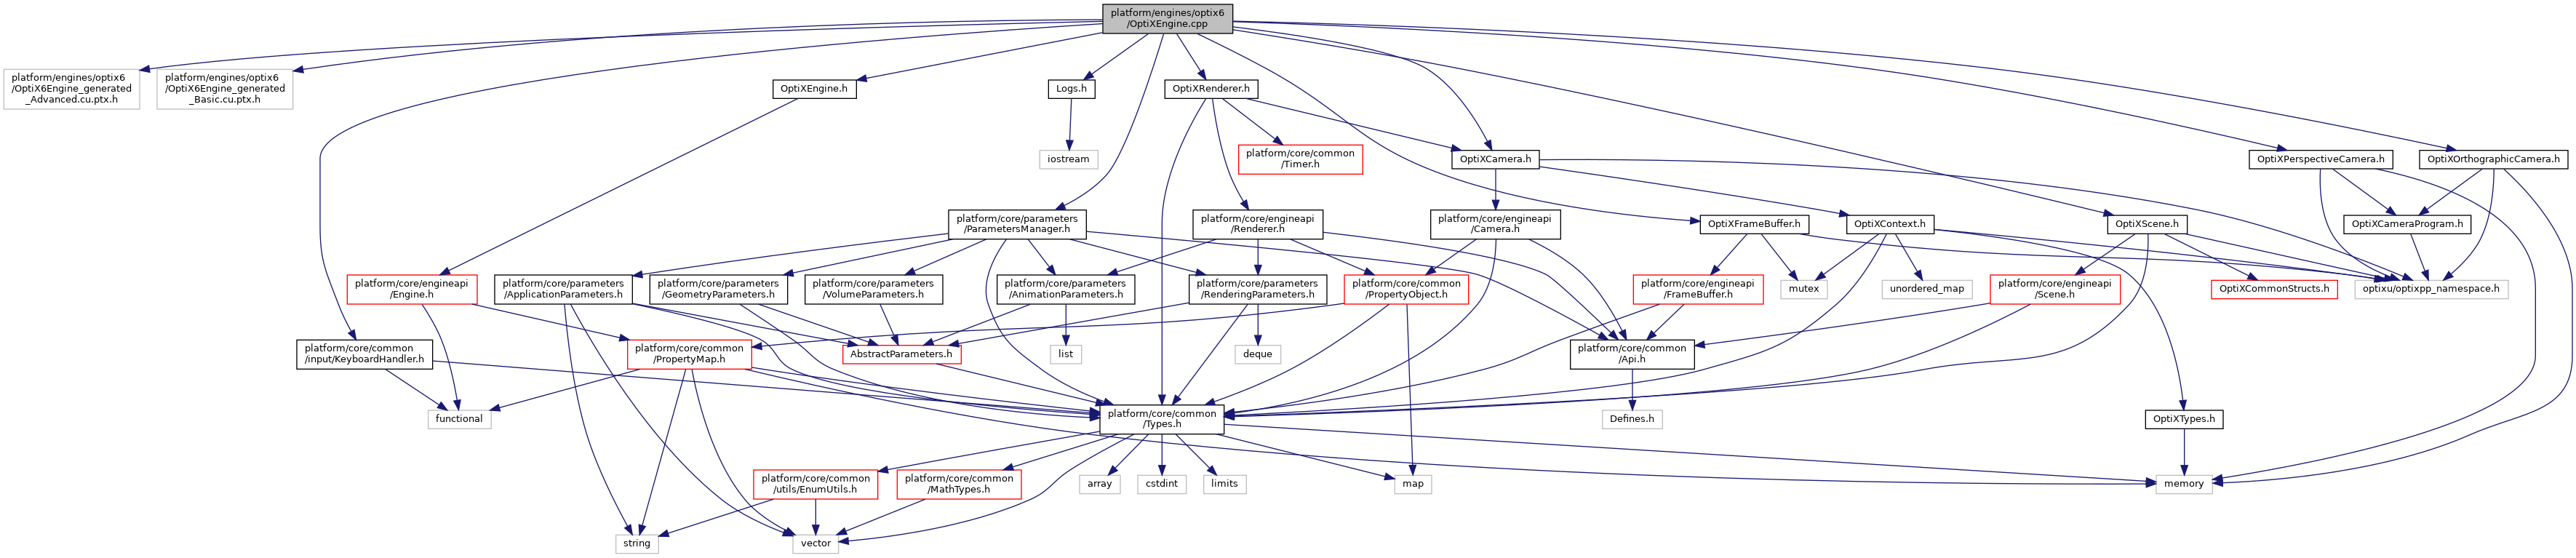 platform/engines/optix6
/OptiXEngine.cpp
platform/engines/optix6
/OptiX6Engine_generated
_Advanced.cu.ptx.h
platform/engines/optix6
/OptiX6Engine_generated
_Basic.cu.ptx.h
OptiXEngine.h
Logs.h
OptiXRenderer.h
iostream
platform/core/common
/Timer.h
OptiXCamera.h
OptiXPerspectiveCamera.h
OptiXOrthographicCamera.h
platform/core/parameters
/ParametersManager.h
platform/core/engineapi
/Renderer.h
platform/core/engineapi
/Camera.h
OptiXFrameBuffer.h
OptiXContext.h
OptiXScene.h
OptiXCameraProgram.h
platform/core/engineapi
/Engine.h
platform/core/parameters
/ApplicationParameters.h
platform/core/parameters
/GeometryParameters.h
platform/core/parameters
/VolumeParameters.h
platform/core/parameters
/AnimationParameters.h
platform/core/parameters
/RenderingParameters.h
platform/core/common
/PropertyObject.h
platform/core/engineapi
/FrameBuffer.h
mutex
unordered_map
platform/core/engineapi
/Scene.h
OptiXCommonStructs.h
optixu/optixpp_namespace.h
platform/core/common
/input/KeyboardHandler.h
platform/core/common
/PropertyMap.h
AbstractParameters.h
list
deque
platform/core/common
/Api.h
functional
platform/core/common
/Types.h
Defines.h
OptiXTypes.h
platform/core/common
/utils/EnumUtils.h
platform/core/common
/MathTypes.h
array
cstdint
limits
map
memory
string
vector